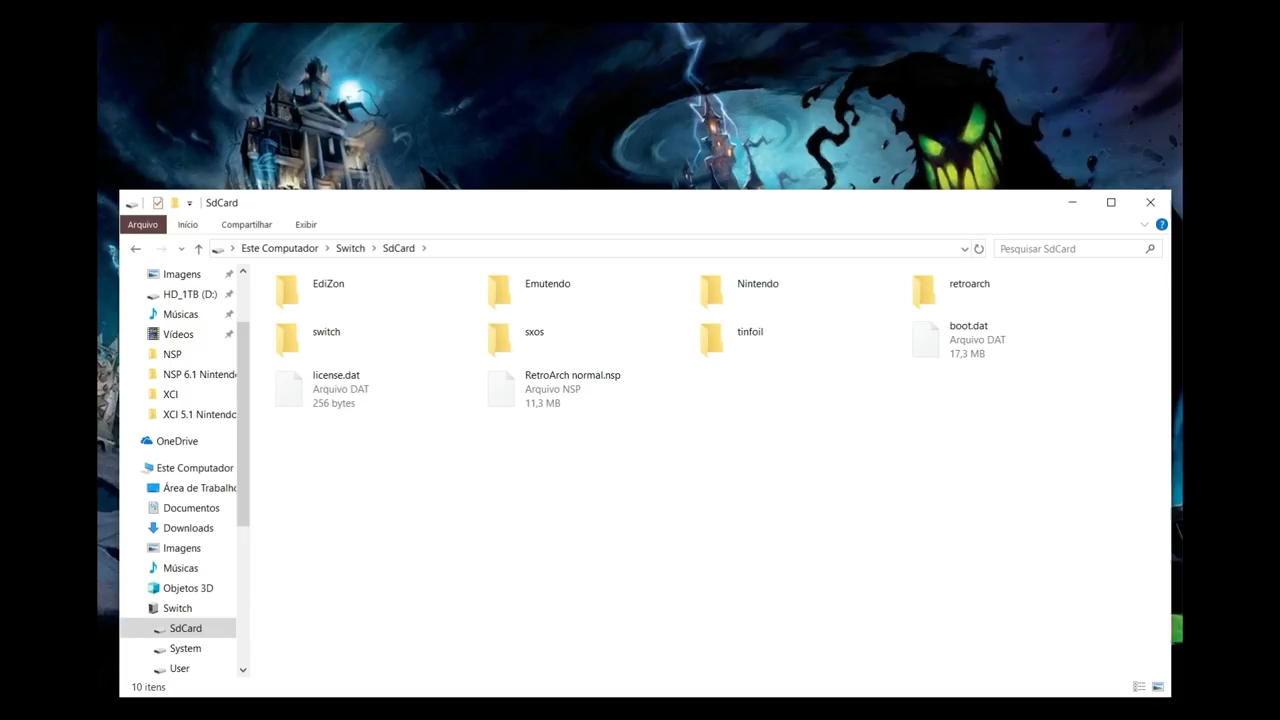 SdCard
Arquivo Início Compartilhar Exibir
Este Computador Switch SdCard
Pesquisar SdCard
Imagens
HD_1TB (D:)
Músicas
Vídeos
NSP
NSP 6.1 Nintend
XCI
XCI 5.1 Nintendo
OneDrive
Este Computador
Área de Trabalho
Documentos
Downloads
Imagens
Músicas
Objetos 3D
Switch
SdCard
System
User
EdiZon
Emutendo
Nintendo
retroarch
switch
sxos
tinfoil
boot.dat
Arquivo DAT
17,3 MB
license.dat
Arquivo DAT
256 bytes
RetroArch normal.nsp
Arquivo NSP
11,3 MB
10 itens